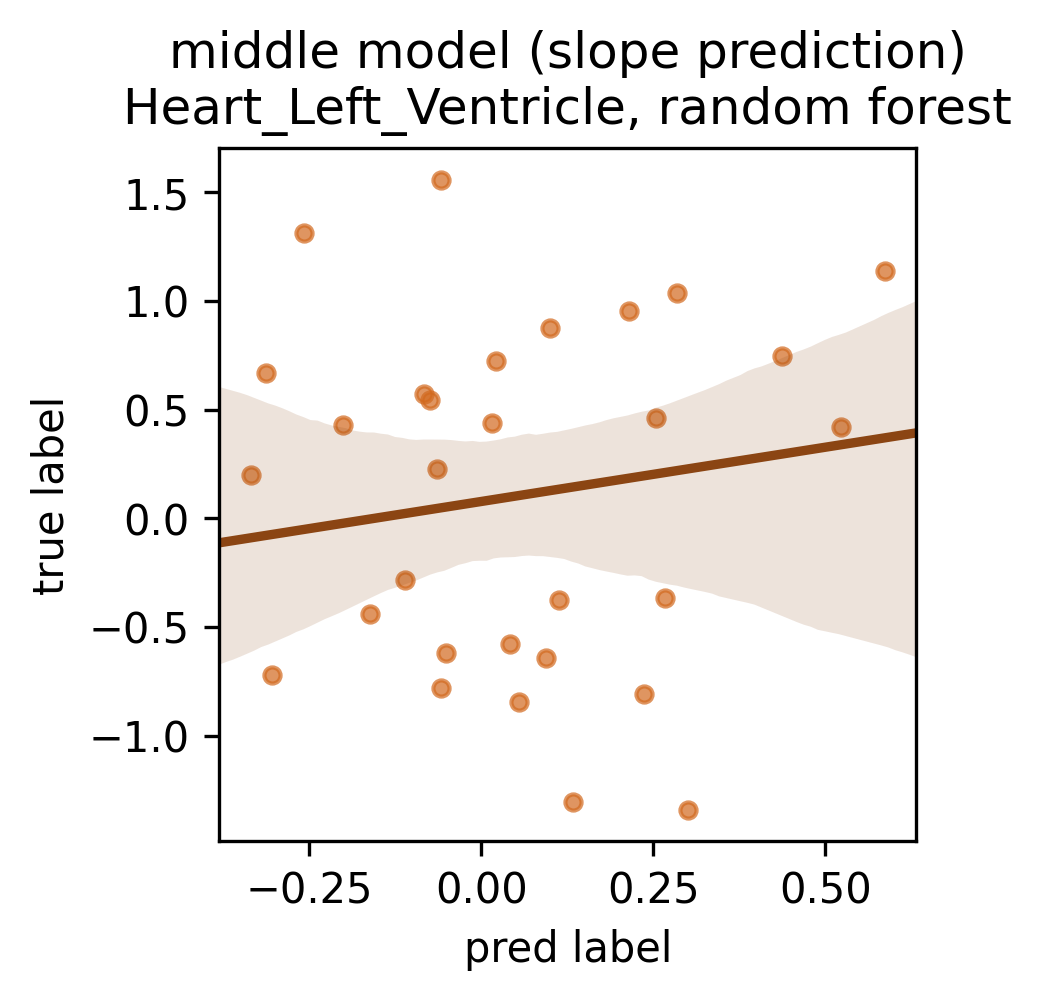 middle model (slope prediction)
Heart_Left_Ventricle, random forest
1.5
1.0
0.5
0.0
−0.5
−1.0
true label
−0.25
0.00
0.25
0.50
pred label